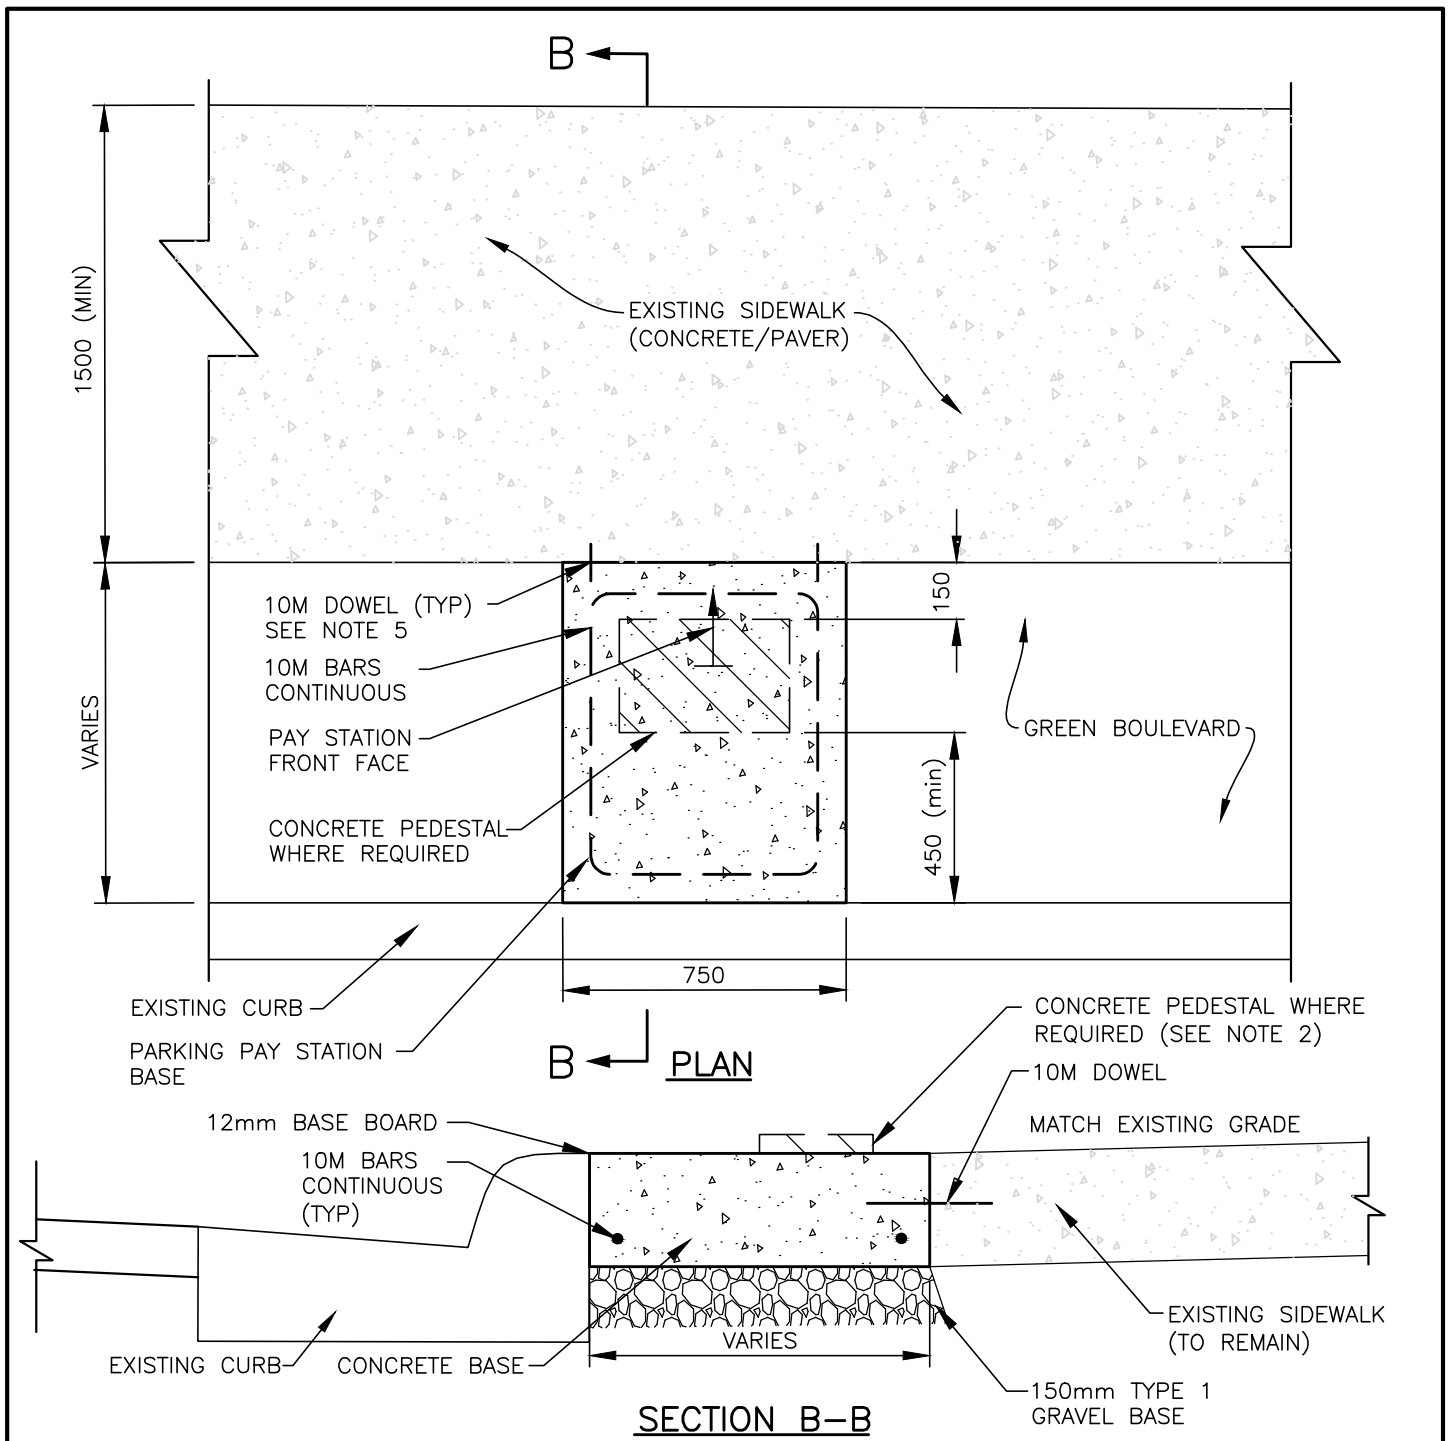 B
1500 (MIN)
EXISTING SIDEWALK
(CONCRETE/PAVER)
150
10M DOWEL (TYP)
SEE NOTE 5
10M BARS
CONTINUOUS
VARIES
PAY STATION
FRONT FACE
GREEN BOULEVARD
450 (min)
CONCRETE PEDESTAL
WHERE REQUIRED
750
EXISTING CURB
PARKING PAY STATION
BASE
B
PLAN
CONCRETE PEDESTAL WHERE
REQUIRED (SEE NOTE 2)
10M DOWEL
12mm BASE BOARD
MATCH EXISTING GRADE
10M BARS
CONTINUOUS
(TYP)
EXISTING SIDEWALK
(TO REMAIN)
VARIES
EXISTING CURB
CONCRETE BASE
150mm TYPE 1
GRAVEL BASE
SECTION B-B